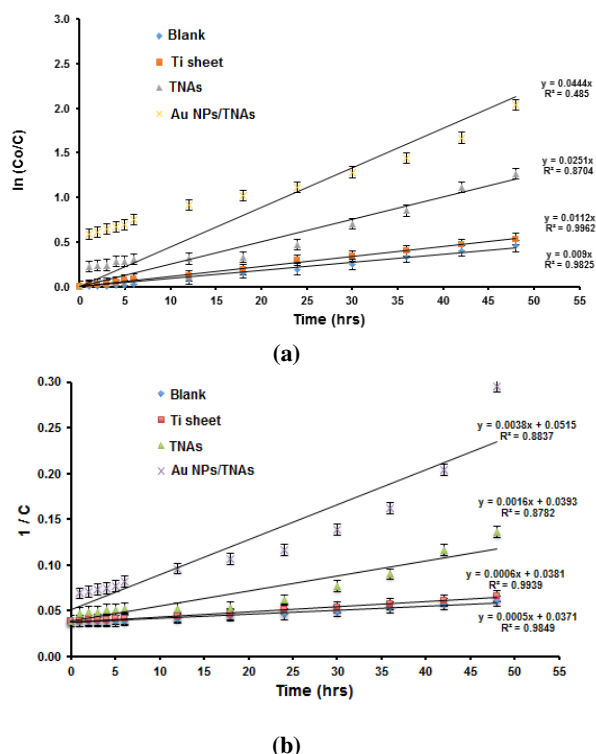 3.0
2.5
2.0
1.5
1.0
0.5
0.0
ln (Co/C)
Blank
Ti sheet
TNAs
Au NPs/TNAs
y = 0.0444x
R² = 0.485
y = 0.0251x
R² = 0.8704
y = 0.0112x
R² = 0.9962
y = 0.009x
R² = 0.9825
0 5 10 15 20 25 30 35 40 45 50
Time (hrs)
(a)
0.30
0.25
0.20
0.15
0.10
0.05
0.00
1 / C
Blank
Ti sheet
TNAs
Au NPs/TNAs
y = 0.0038x + 0.0515
R² = 0.8837
y = 0.0016x + 0.0393
R² = 0.8782
y = 0.0006x + 0.0381
R² = 0.9939
y = 0.0005x + 0.0371
R² = 0.9849
0 5 10 15 20 25 30 35 40 45 50
Time (hrs)
(b)